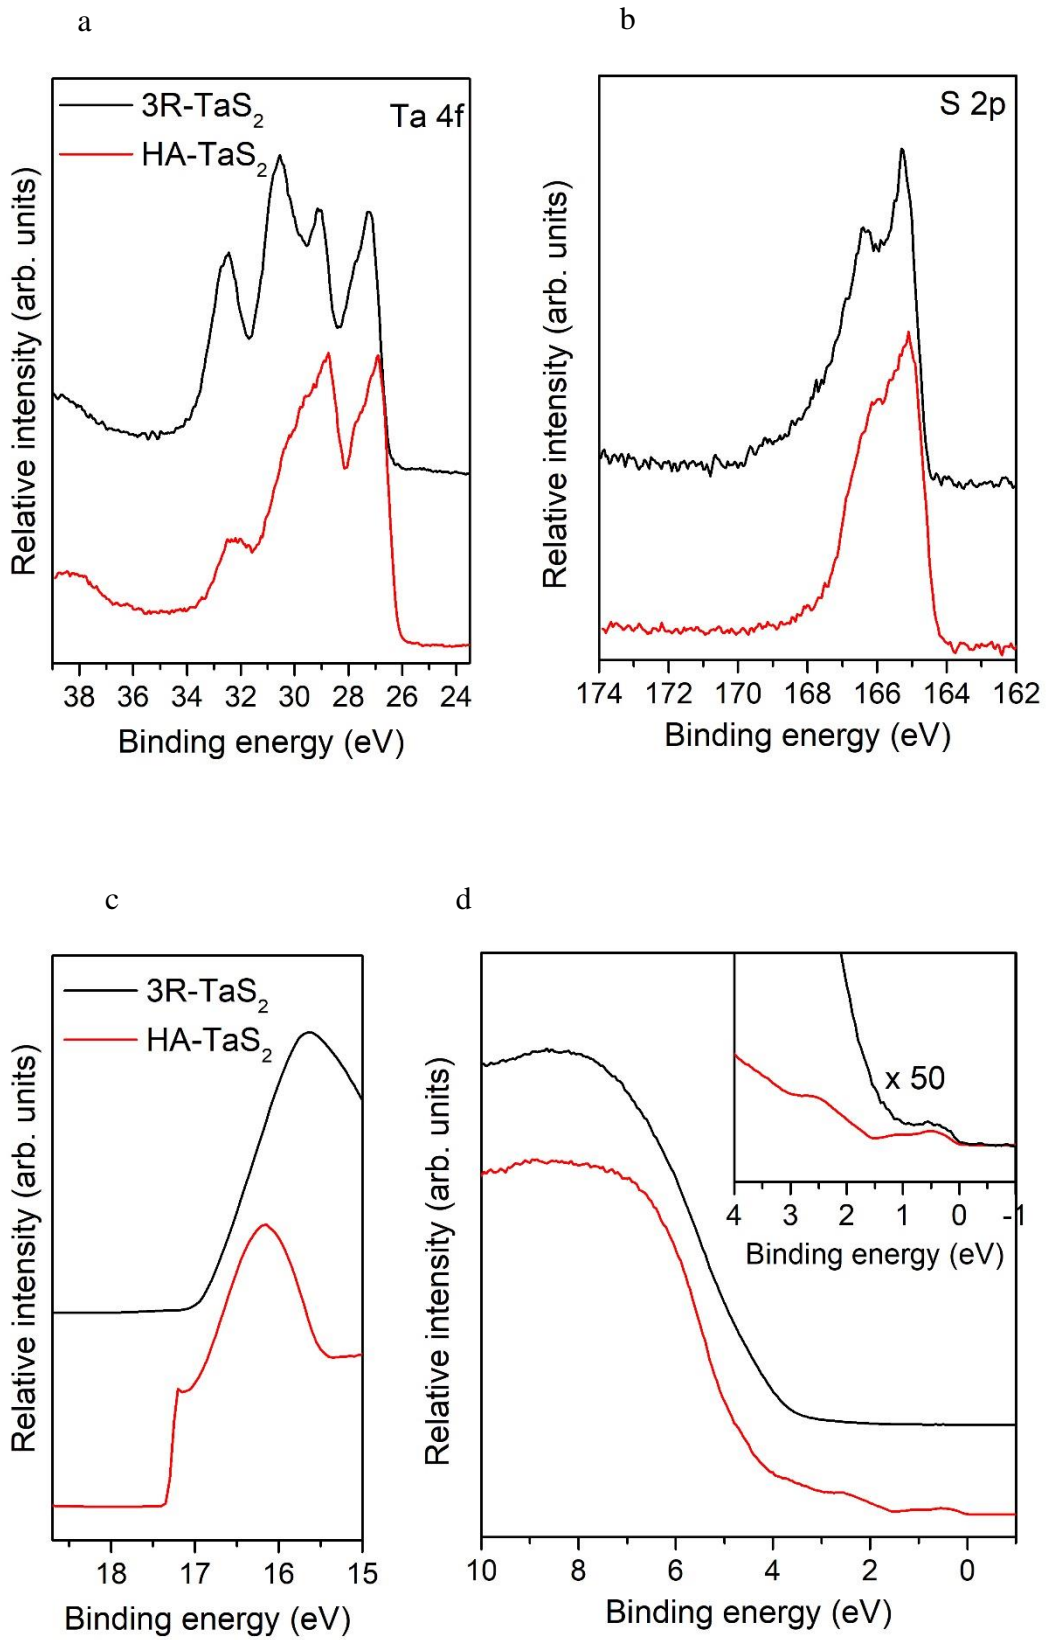 a
3R-TaS2
HA-TaS2
Ta 4f
Relative intensity (arb. units)
38 36 34 32 30 28 26 24
Binding energy (eV)
b
S 2p
Relative intensity (arb. units)
174 172 170 168 166 164 162
Binding energy (eV)
c
3R-TaS2
HA-TaS2
Relative intensity (arb. units)
18 17 16 15
Binding energy (eV)
d
Relative intensity (arb. units)
x 50
4 3 2 1 0 -1
Binding energy (eV)
10 8 6 4 2 0
Binding energy (eV)